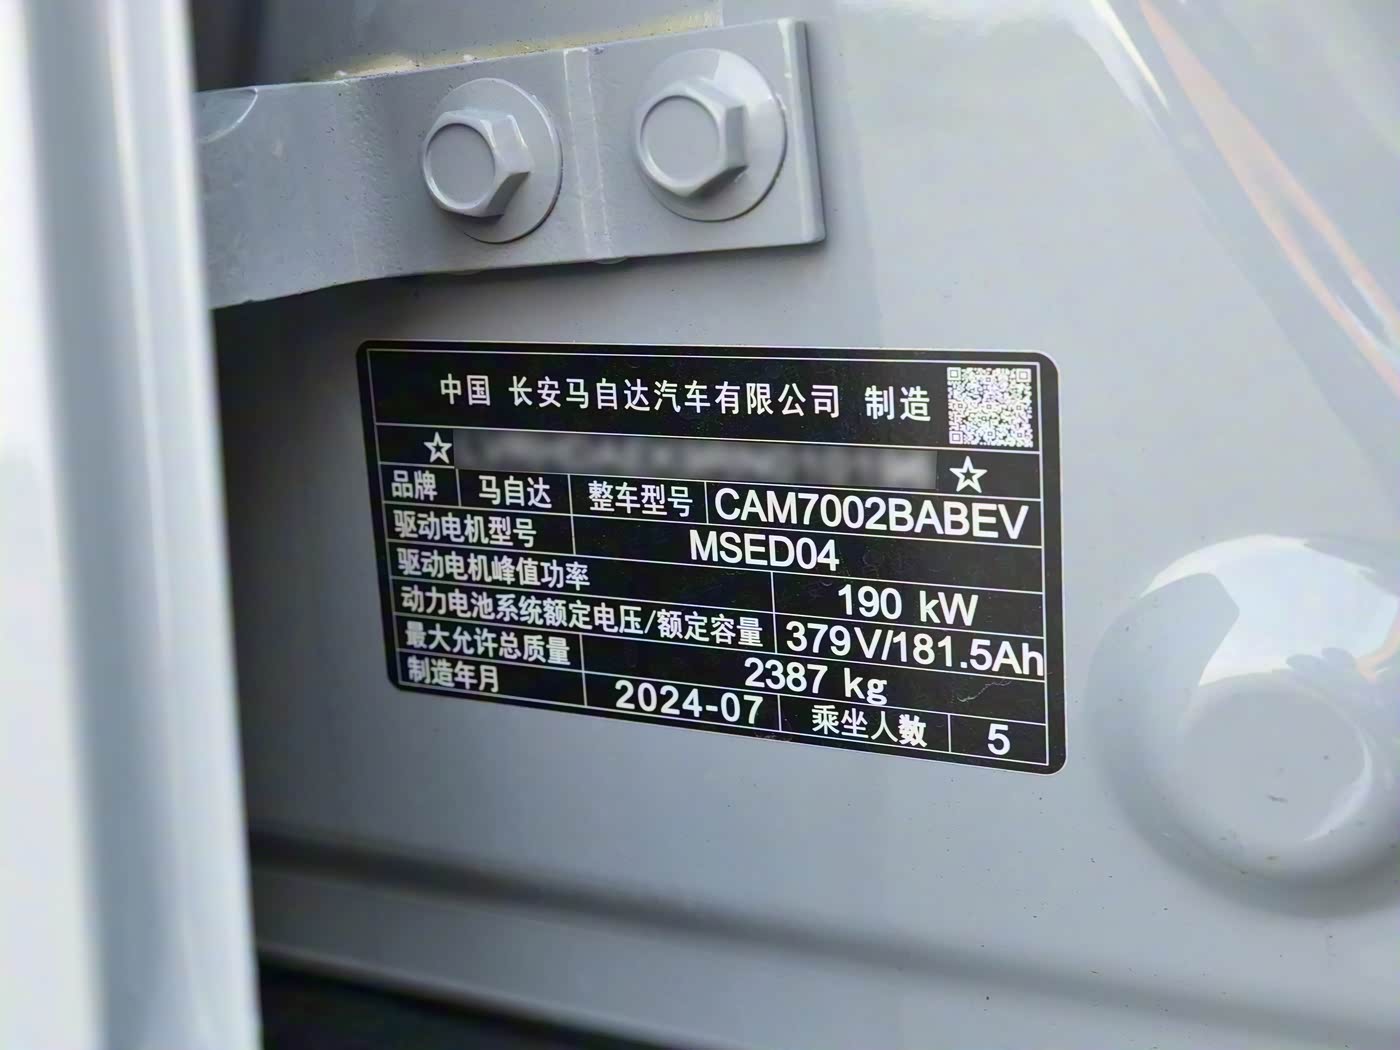 中国 长安马自达汽车有限公司 制造
☆ ☆
品牌 马自达 整车型号 CAM7002BABEV
驱动电机型号 MSED04
驱动电机峰值功率 190 kW
动力电池系统额定电压/额定容量 379V/181.5Ah
最大允许总质量 2387 kg
制造年月 2024-07 乘坐人数 5